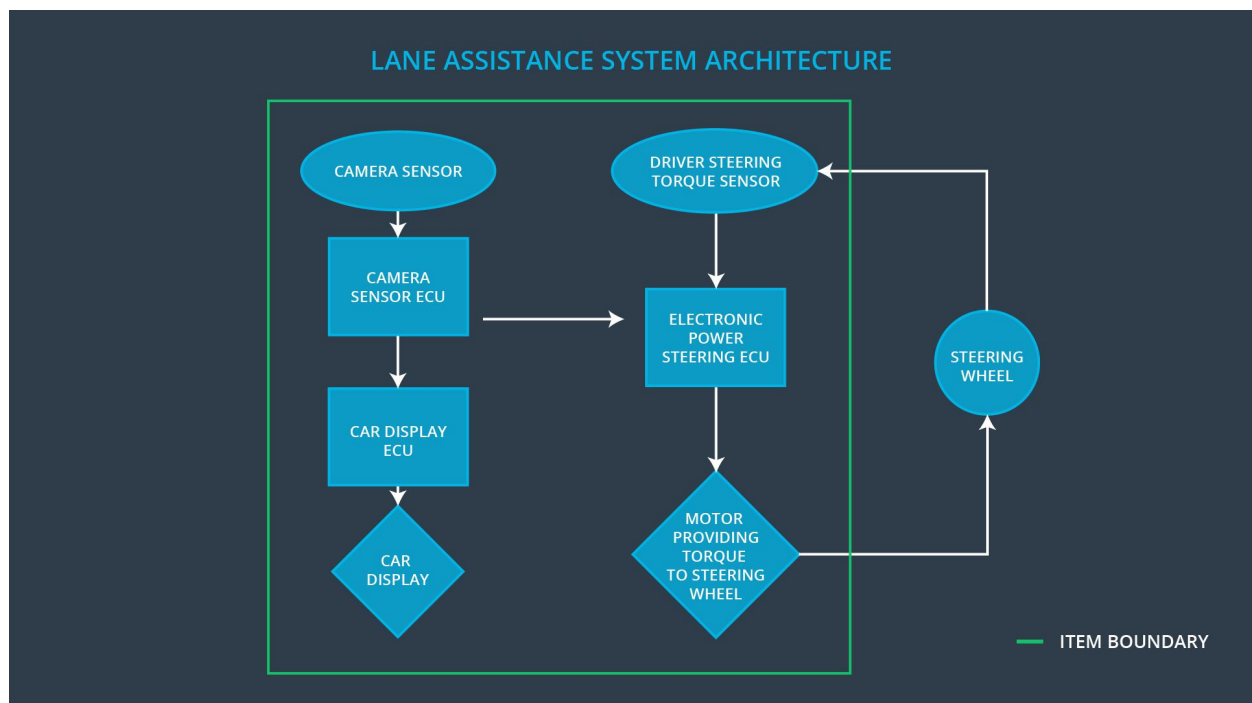 LANE ASSISTANCE SYSTEM ARCHITECTURE
CAMERA SENSOR
CAMERA
SENSOR ECU
CAR DISPLAY
ECU
CAR
DISPLAY
DRIVER STEERING
TORQUE SENSOR
ELECTRONIC
POWER
STEERING ECU
MOTOR
PROVIDING
TORQUE
TO STEERING
WHEEL
STEERING
WHEEL
ITEM BOUNDARY